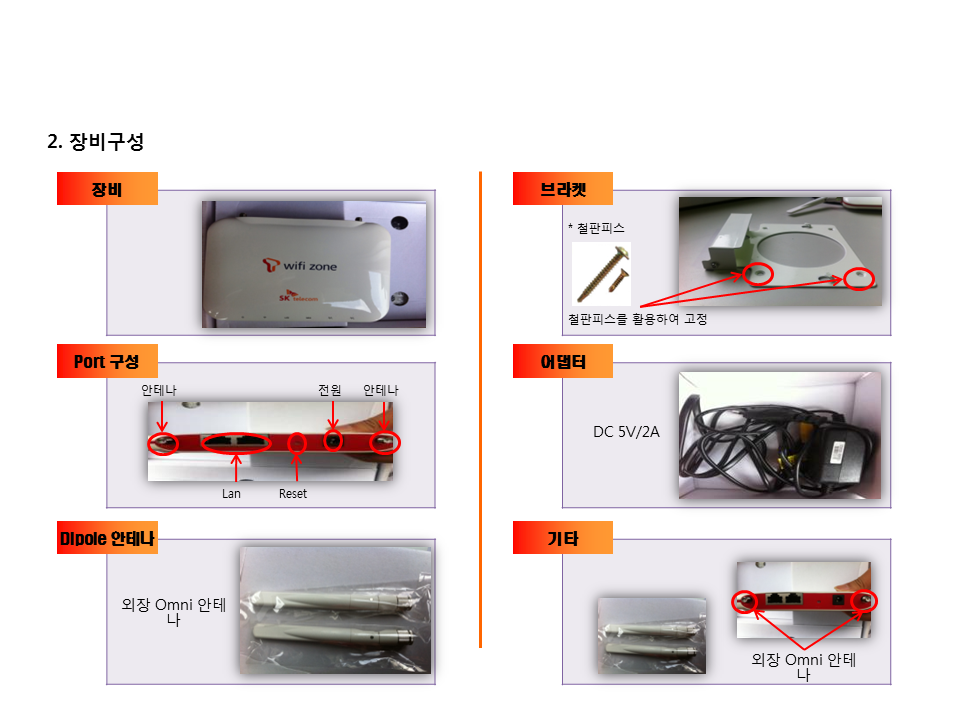 2. 장비구성
장비
wifi zone
SK telecom
Port 구성
안테나
전원
안테나
Lan
Reset
Dipole 안테나
외장 Omni 안테
나
브라켓
* 철판피스
철판피스를 활용하여 고정
어댑터
DC 5V/2A
기타
외장 Omni 안테
나